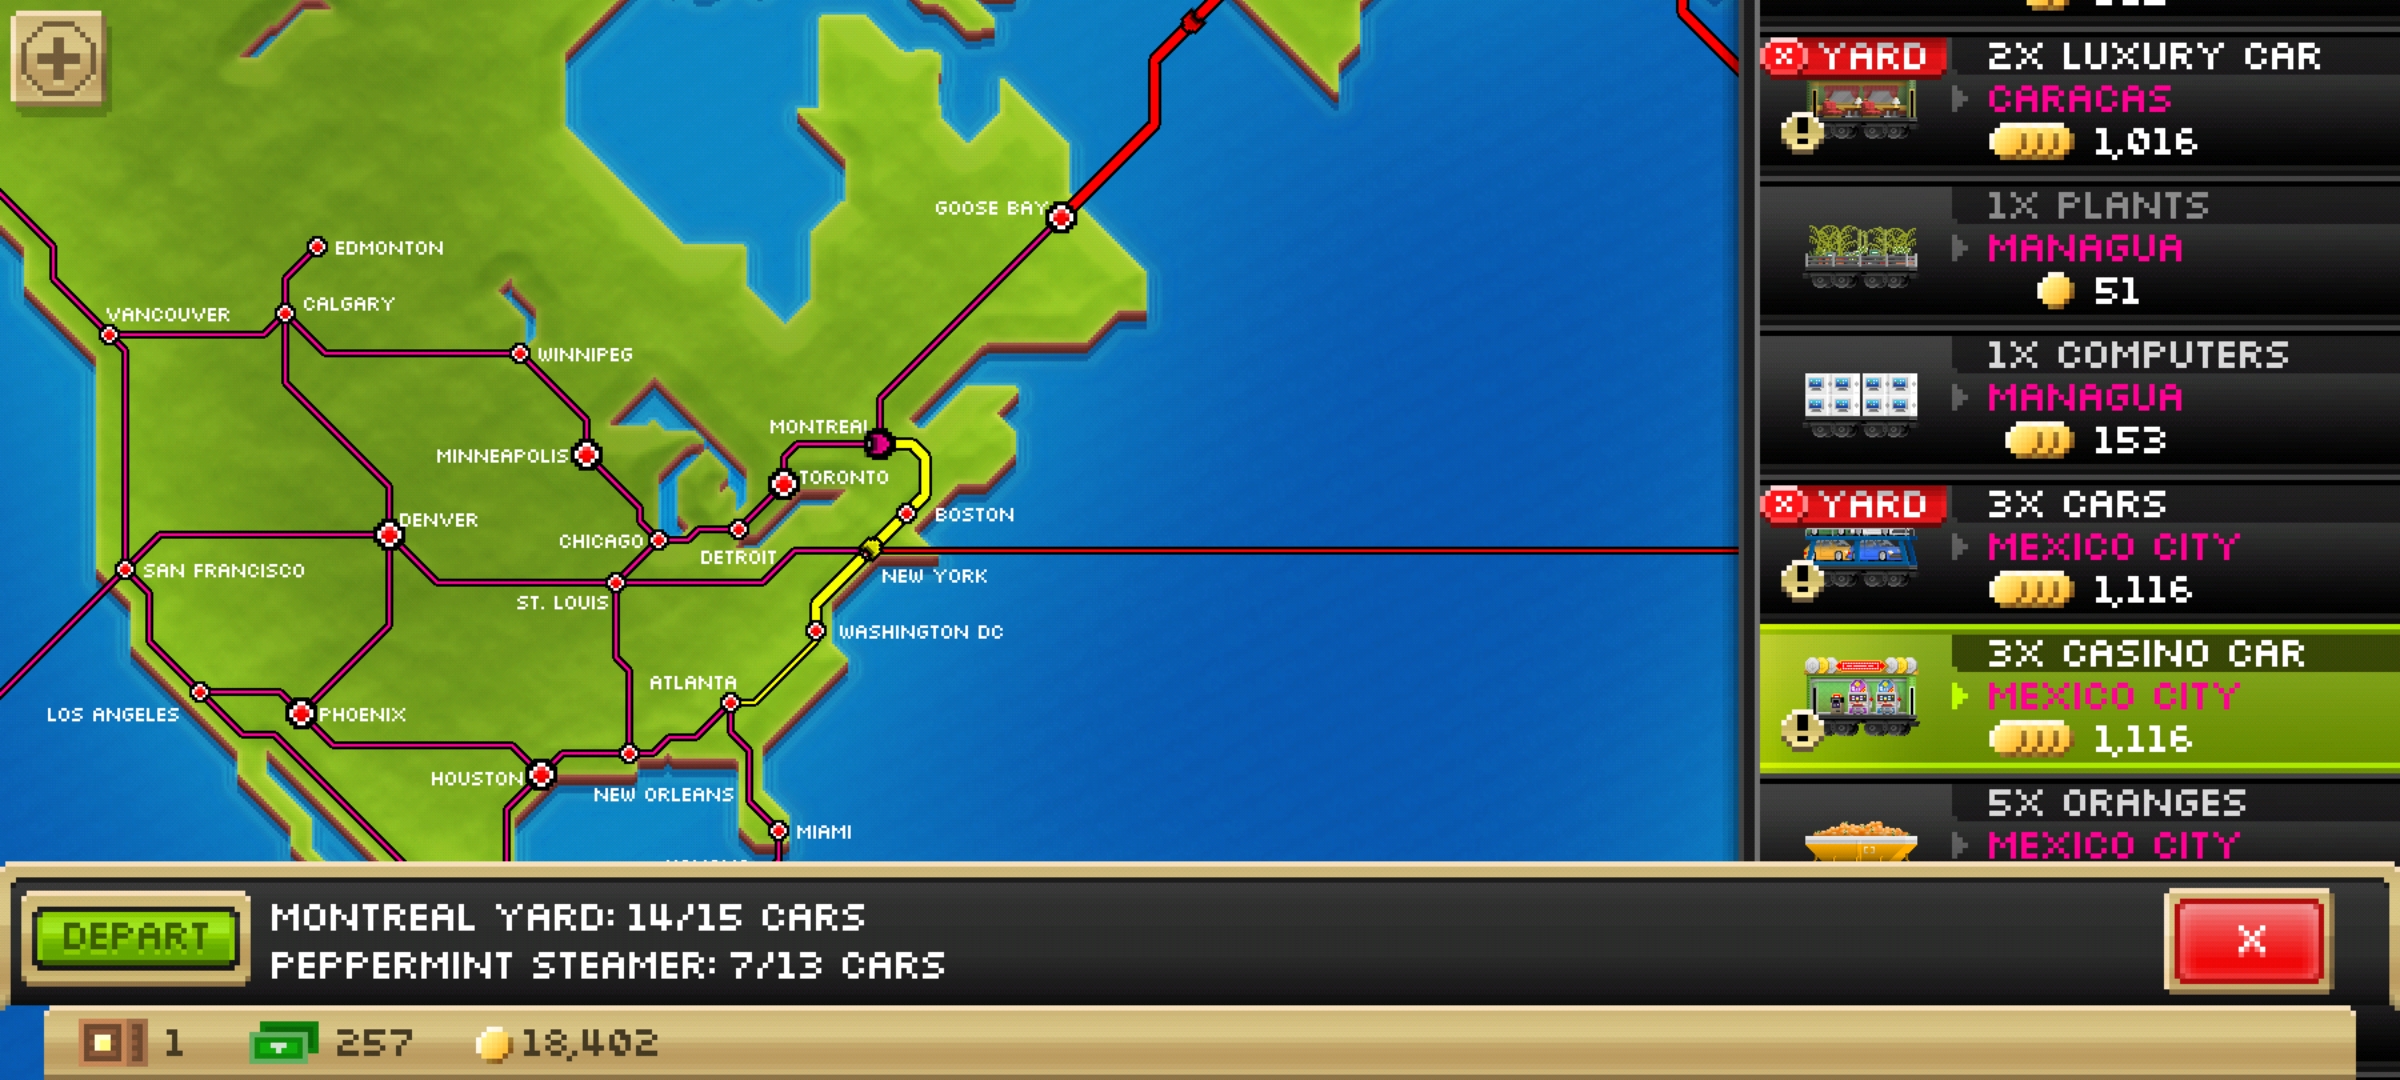 GOOSE BAY
EDMONTON
CALGARY
VANCOUVER
WINNIPEG
MONTREAL
MINNEAPOLIS
TORONTO
BOSTON
DENVER
CHICAGO
DETROIT
NEW YORK
SAN FRANCISCO
ST. LOUIS
WASHINGTON DC
ATLANTA
LOS ANGELES
PHOENIX
HOUSTON
NEW ORLEANS
MIAMI
X YARD
2X LUXURY CAR
CARACAS
1,016
1X PLANTS
MANAGUA
51
1X COMPUTERS
MANAGUA
153
X YARD
3X CARS
MEXICO CITY
1,116
3X CASINO CAR
MEXICO CITY
1,116
5X ORANGES
MEXICO CITY
DEPART
MONTREAL YARD: 14/15 CARS
PEPPERMINT STEAMER: 7/13 CARS
X
1
257
18,402